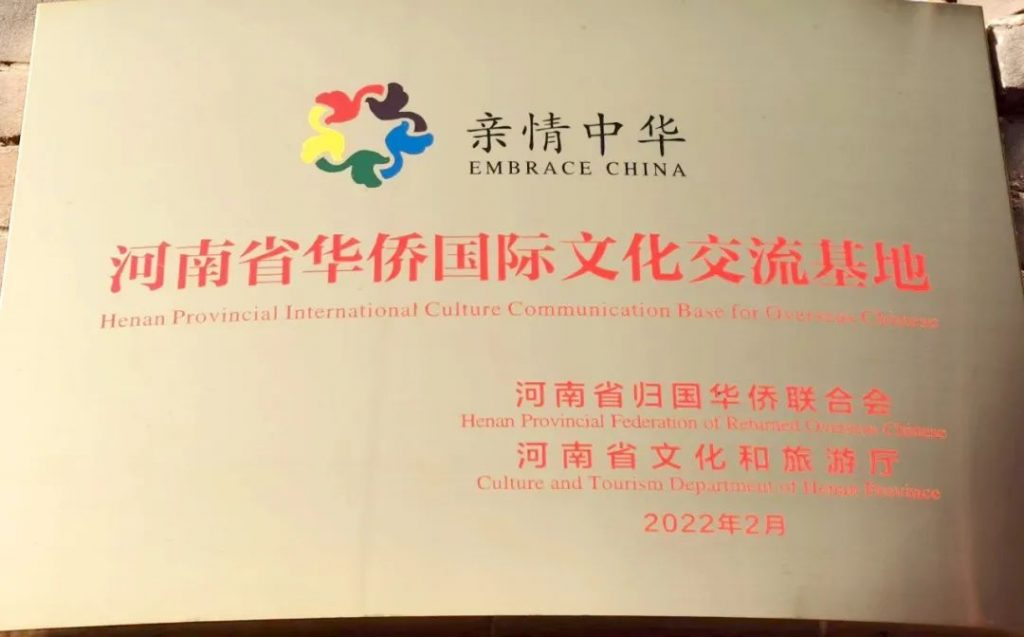 亲情中华
EMBRACE CHINA
河南省华侨国际文化交流基地
Henan Provincial International Culture Communication Base for Overseas Chinese
河南省归国华侨联合会
Henan Provincial Federation of Returned Overseas Chinese
河南省文化和旅游厅
Culture and Tourism Department of Henan Province
2022年2月